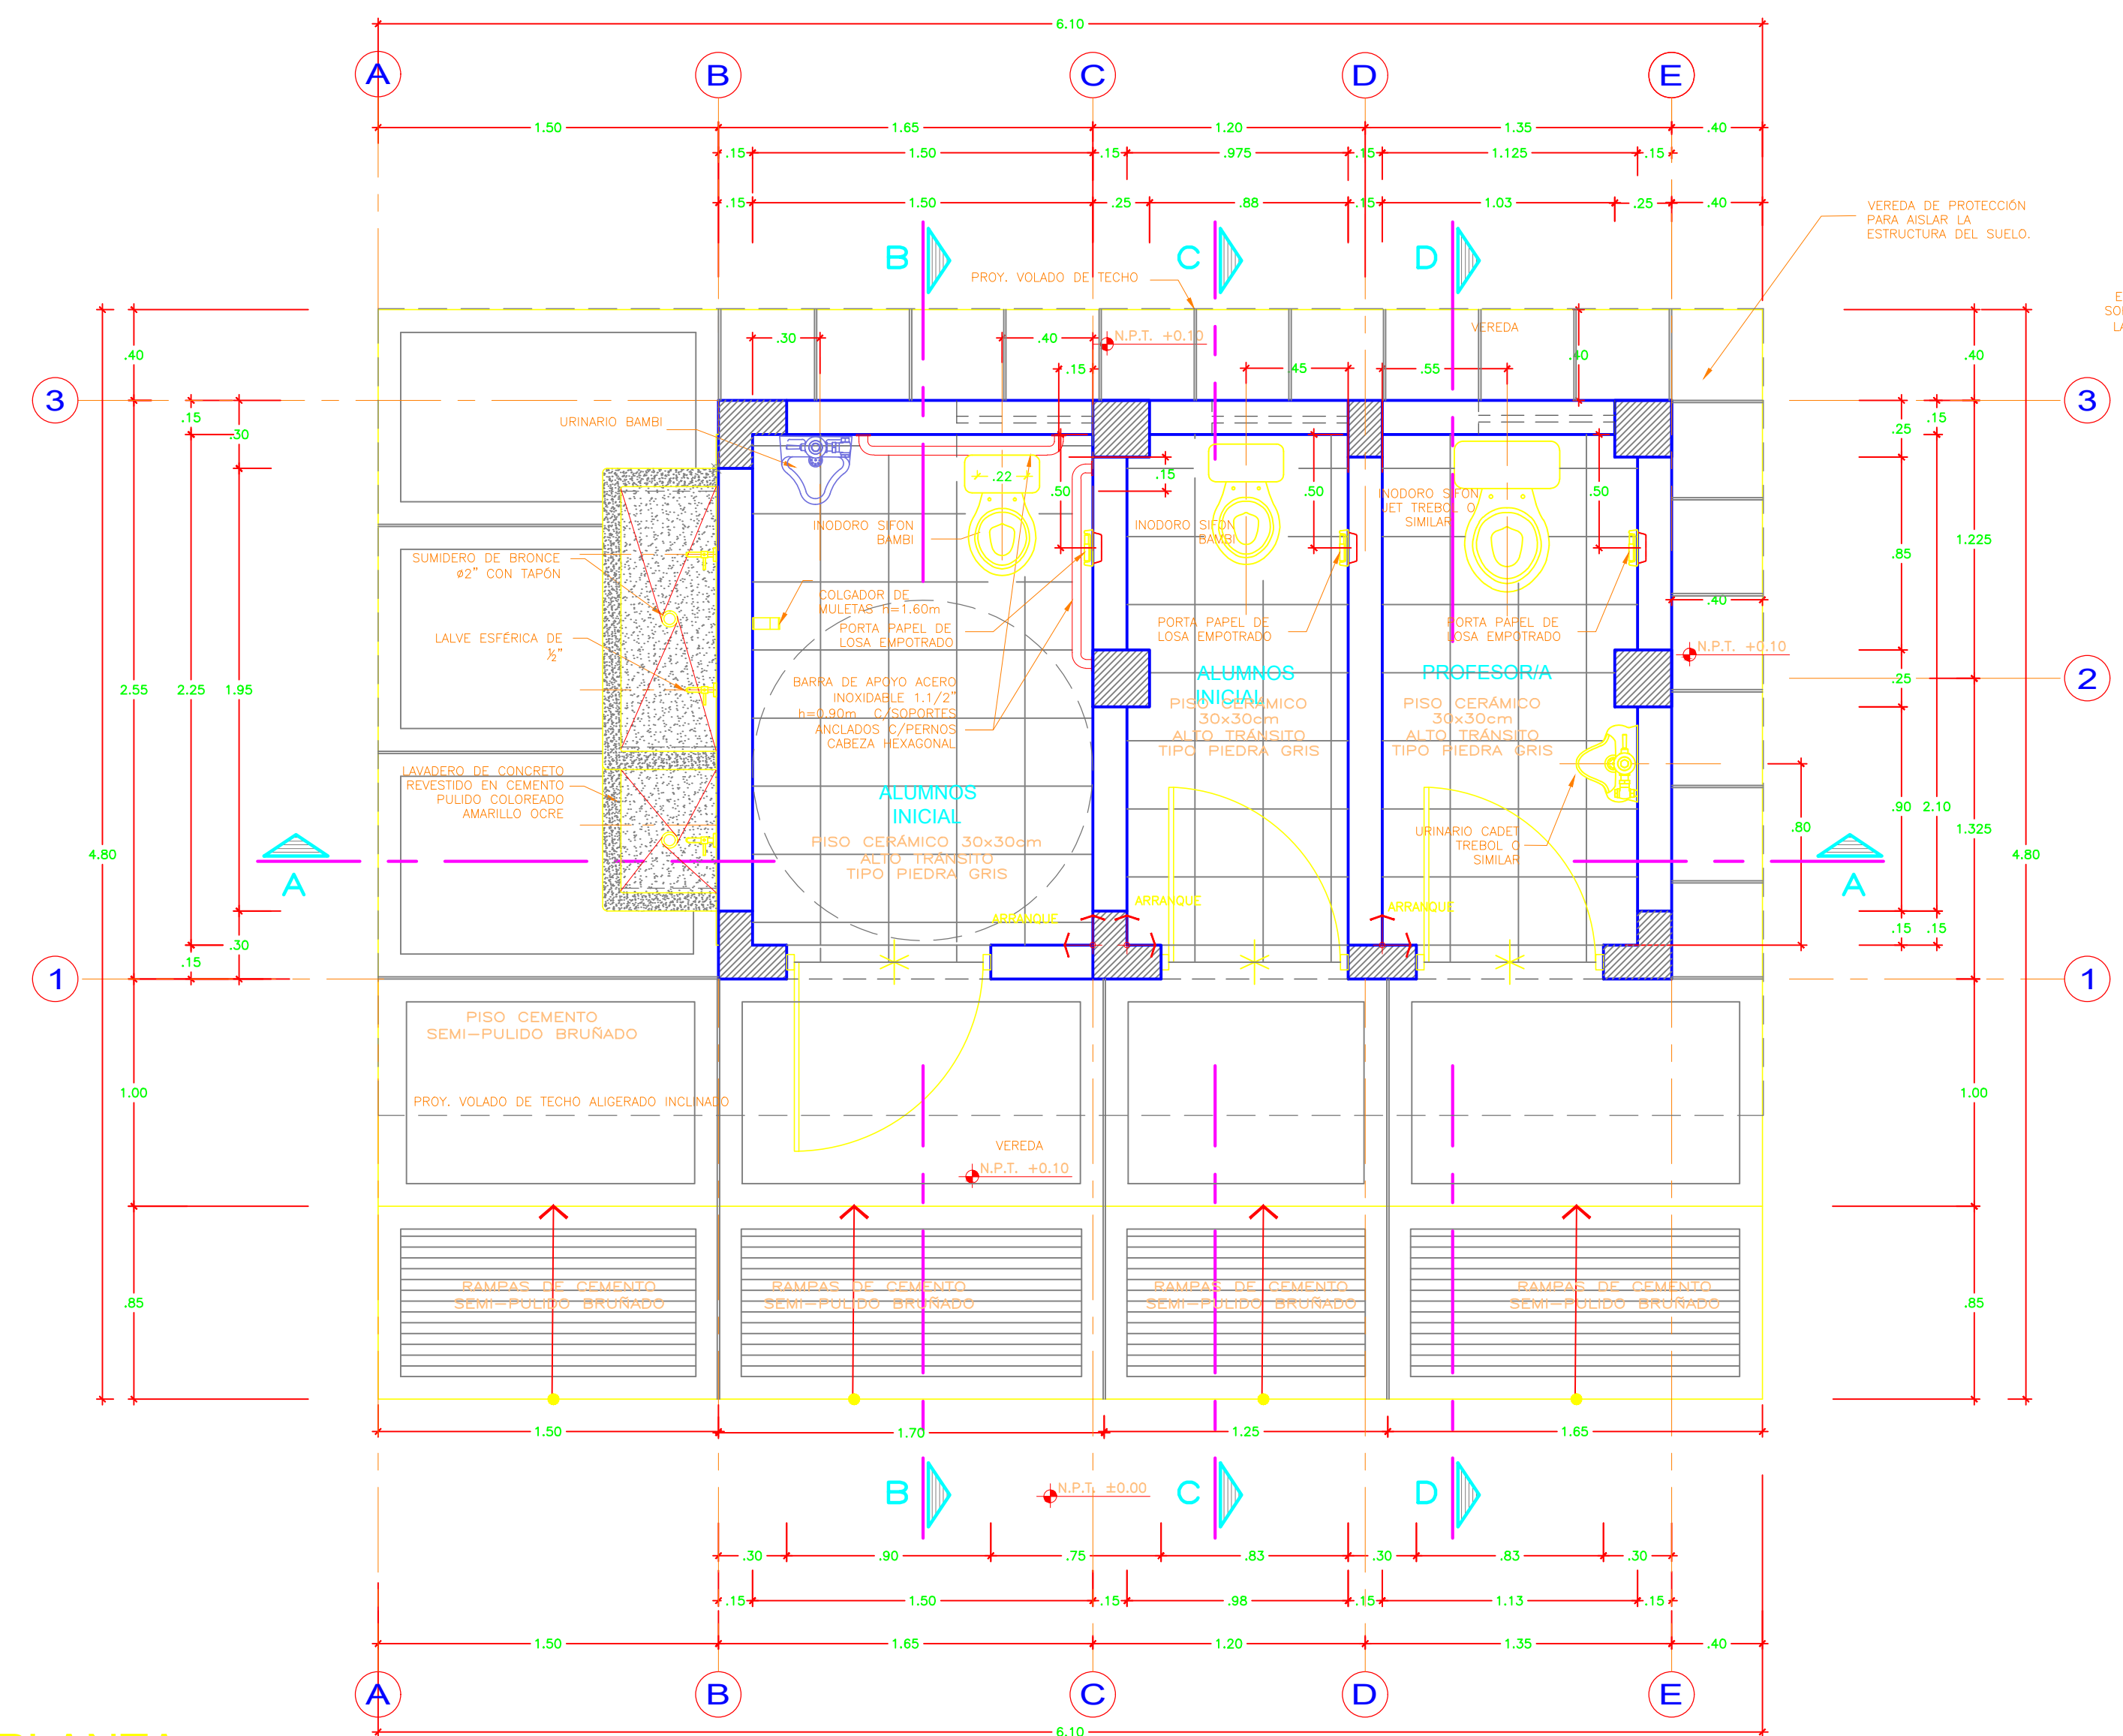 6.10
A
B
C
D
E
1.50
1.65
1.20
1.35
.40
.15
1.50
.15
.975
.15
1.125
.15
.15
1.50
.25
.88
.15
1.03
.25
.40
VEREDA DE PROTECCIÓN
PARA AISLAR LA
ESTRUCTURA DEL SUELO.
B
C
D
PROY. VOLADO DE TECHO
VEREDA
.30
.40
N.P.T. +0.10
.40
.40
.40
.15
.45
.55
3
3
.15
.30
.25
.15
URINARIO BAMBI
.22
.50
.15
.50
.50
INODORO SIFON
BAMBI
INODORO SIFON
BAMBI
INODORO SIFON
JET TREBOL O
SIMILAR
SUMIDERO DE BRONCE
ø2" CON TAPÓN
.85
1.225
COLGADOR DE
MULETAS h=1.60m
.40
LALVE ESFÉRICA DE
½"
PORTA PAPEL DE
LOSA EMPOTRADO
PORTA PAPEL DE
LOSA EMPOTRADO
PORTA PAPEL DE
LOSA EMPOTRADO
N.P.T. +0.10
2.55
2.25
1.95
BARRA DE APOYO ACERO
INOXIDABLE 1.1/2"
h=0.90m C/SOPORTES
ANCLADOS C/PERNOS
CABEZA HEXAGONAL
ALUMNOS
INICIAL
PISO CERÁMICO
30x30cm
ALTO TRÁNSITO
TIPO PIEDRA GRIS
PROFESOR/A
PISO CERÁMICO
30x30cm
ALTO TRÁNSITO
TIPO PIEDRA GRIS
.25
2
LAVADERO DE CONCRETO
REVESTIDO EN CEMENTO
PULIDO COLOREADO
AMARILLO OCRE
ALUMNOS
INICIAL
PISO CERÁMICO 30x30cm
ALTO TRÁNSITO
TIPO PIEDRA GRIS
URINARIO CADET
TREBOL O
SIMILAR
.80
.90
2.10
1.325
4.80
4.80
A
A
ARRANQUE
ARRANQUE
ARRANQUE
.30
.15
.15
.15
1
1
PISO CEMENTO
SEMI-PULIDO BRUÑADO
1.00
1.00
PROY. VOLADO DE TECHO ALIGERADO INCLINADO
VEREDA
N.P.T. +0.10
.85
.85
RAMPAS DE CEMENTO
SEMI-PULIDO BRUÑADO
RAMPAS DE CEMENTO
SEMI-PULIDO BRUÑADO
RAMPAS DE CEMENTO
SEMI-PULIDO BRUÑADO
RAMPAS DE CEMENTO
SEMI-PULIDO BRUÑADO
1.50
1.70
1.25
1.65
B
C
D
N.P.T. ±0.00
.30
.90
.75
.83
.30
.83
.30
.15
1.50
.15
.98
.15
1.13
.15
1.50
1.65
1.20
1.35
.40
A
B
C
D
E
6.10